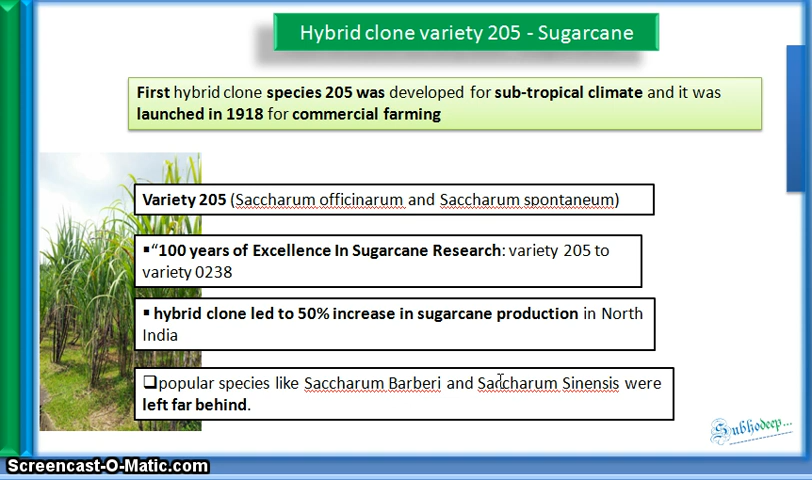 Hybrid clone variety 205 - Sugarcane
First hybrid clone species 205 was developed for sub-tropical climate and it was
launched in 1918 for commercial farming
Variety 205 (Saccharum officinarum and Saccharum spontaneum)
▪“100 years of Excellence In Sugarcane Research: variety 205 to
variety 0238
▪ hybrid clone led to 50% increase in sugarcane production in North
India
❑popular species like Saccharum Barberi and Saccharum Sinensis were
left far behind.
Subhodeep...
Screencast-O-Matic.com